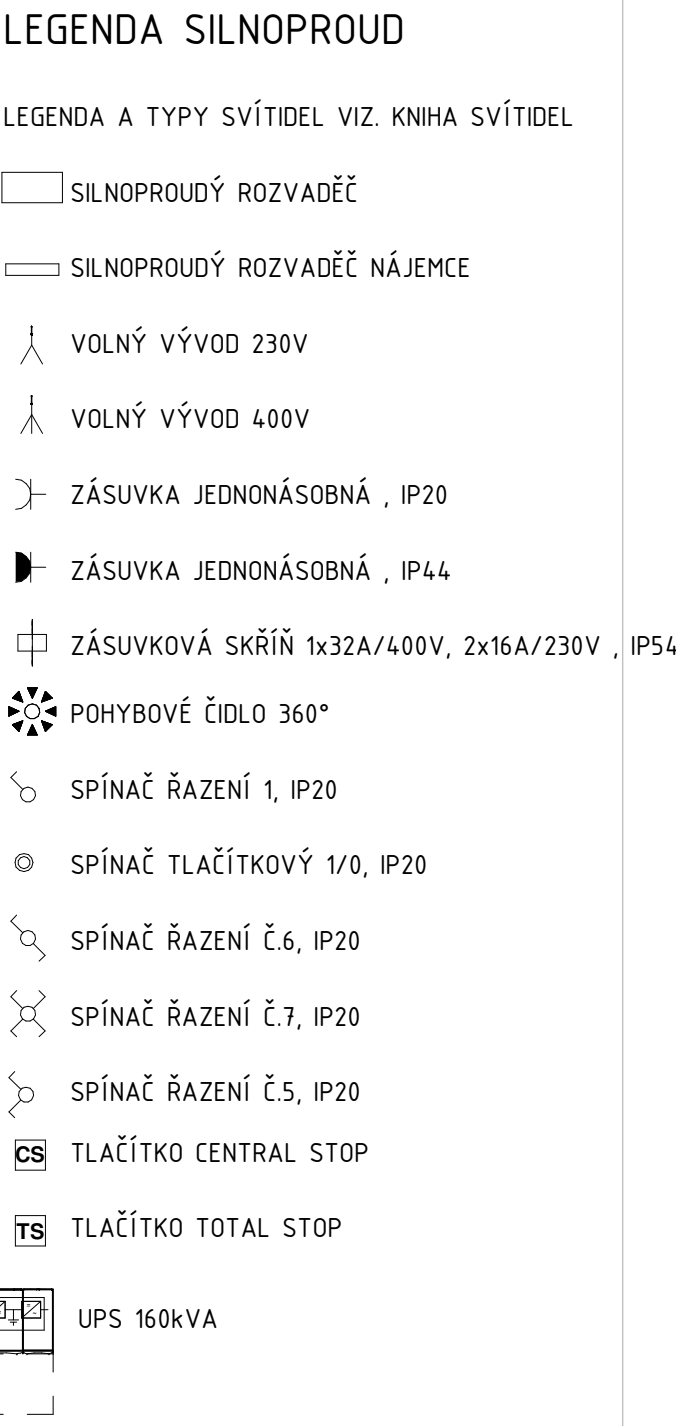 LEGENDA SILNOPROUD
LEGENDA A TYPY SVÍTIDEL VIZ. KNIHA SVÍTIDEL
SILNOPROUDÝ ROZVADĚČ
SILNOPROUDÝ ROZVADĚČ NÁJEMCE
VOLNÝ VÝVOD 230V
VOLNÝ VÝVOD 400V
ZÁSUVKA JEDNONÁSOBNÁ , IP20
ZÁSUVKA JEDNONÁSOBNÁ , IP44
ZÁSUVKOVÁ SKŘÍŇ 1x32A/400V, 2x16A/230V , IP54
POHYBOVÉ ČIDLO 360°
SPÍNAČ ŘAZENÍ 1, IP20
SPÍNAČ TLAČÍTKOVÝ 1/0, IP20
SPÍNAČ ŘAZENÍ Č.6, IP20
SPÍNAČ ŘAZENÍ Č.7, IP20
SPÍNAČ ŘAZENÍ Č.5, IP20
CS TLAČÍTKO CENTRAL STOP
TS TLAČÍTKO TOTAL STOP
UPS 160kVA